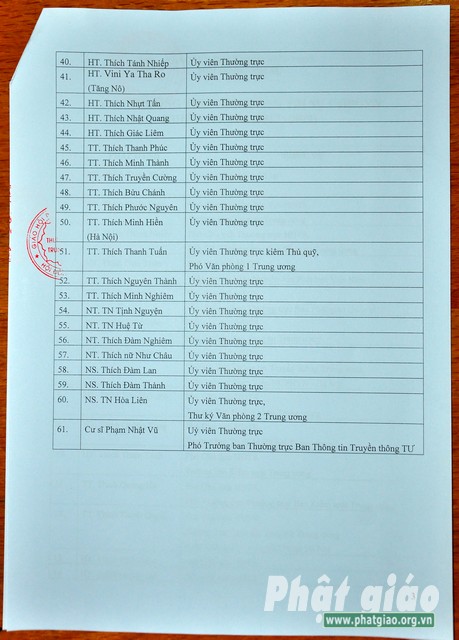 40. HT. Thích Tánh Nhiếp Ủy viên Thường trực
41. HT. Vini Ya Tha Ro Ủy viên Thường trực
(Tăng Nô)
42. HT. Thích Nhựt Tấn Ủy viên Thường trực
43. HT. Thích Nhật Quang Ủy viên Thường trực
44. HT. Thích Giác Liêm Ủy viên Thường trực
45. TT. Thích Thanh Phúc Ủy viên Thường trực
46. TT. Thích Minh Thành Ủy viên Thường trực
47. TT. Thích Truyền Cường Ủy viên Thường trực
48. TT. Thích Bửu Chánh Ủy viên Thường trực
49. TT. Thích Phước Nguyên Ủy viên Thường trực
50. TT. Thích Minh Hiền Ủy viên Thường trực
(Hà Nội)
51. TT. Thích Thanh Tuấn Ủy viên Thường trực kiêm Thủ quỹ,
Phó Văn phòng 1 Trung ương
52. TT. Thích Nguyên Thành Ủy viên Thường trực
53. TT. Thích Minh Nghiêm Ủy viên Thường trực
54. NT. TN Tịnh Nguyện Ủy viên Thường trực
55. NT. TN Huệ Từ Ủy viên Thường trực
56. NT. Thích Đàm Nghiêm Ủy viên Thường trực
57. NT. Thích nữ Như Châu Ủy viên Thường trực
58. NS. Thích Đàm Lan Ủy viên Thường trực
59. NS. Thích Đàm Thành Ủy viên Thường trực
60. NS. TN Hòa Liên Ủy viên Thường trực,
Thư ký Văn phòng 2 Trung ương
61. Cư sĩ Phạm Nhật Vũ Uỷ viên Thường trực
Phó Trưởng ban Thường trực Ban Thông tin Truyền thông TƯ
GIÁO HỘI
Phật giáo
www.phatgiao.org.vn